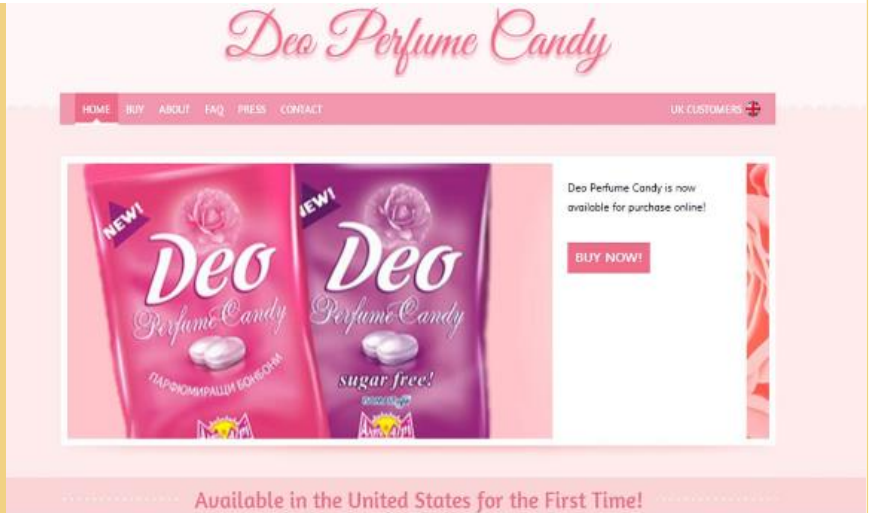 Deo Perfume Candy
HOME BUY ABOUT FAQ PRESS CONTACT UK CUSTOMERS
NEW!
Deo
Perfume Candy
ПАРФЮМИРАЩИ БОНБОНИ
NEW!
Deo
Perfume Candy
sugar free!
Deo Perfume Candy is now
available for purchase online!
BUY NOW!
Available in the United States for the First Time!